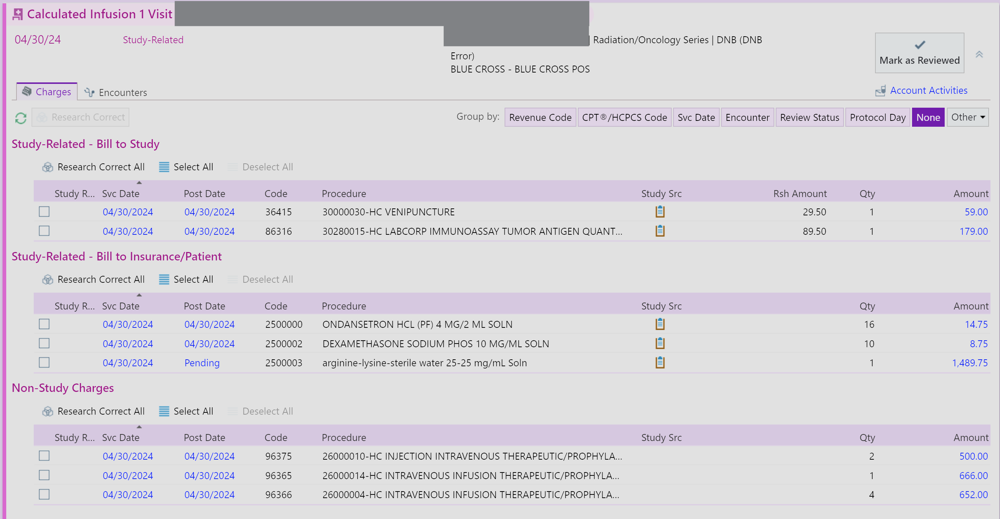 Calculated Infusion 1 Visit
04/30/24 Study-Related | Radiation/Oncology Series | DNB (DNB
Error)
BLUE CROSS - BLUE CROSS POS
Mark as Reviewed
Charges Encounters Account Activities
Research Correct Group by: Revenue Code CPT®/HCPCS Code Svc Date Encounter Review Status Protocol Day None Other
Study-Related - Bill to Study
Research Correct All Select All Deselect All
Study R... Svc Date Post Date Code Procedure Study Src Rsh Amount Qty Amount
04/30/2024 04/30/2024 36415 30000030-HC VENIPUNCTURE 29.50 1 59.00
04/30/2024 04/30/2024 86316 30280015-HC LABCORP IMMUNOASSAY TUMOR ANTIGEN QUANT... 89.50 1 179.00
Study-Related - Bill to Insurance/Patient
Research Correct All Select All Deselect All
Study R... Svc Date Post Date Code Procedure Study Src Qty Amount
04/30/2024 04/30/2024 2500000 ONDANSETRON HCL (PF) 4 MG/2 ML SOLN 16 14.75
04/30/2024 04/30/2024 2500002 DEXAMETHASONE SODIUM PHOS 10 MG/ML SOLN 10 8.75
04/30/2024 Pending 2500003 arginine-lysine-sterile water 25-25 mg/mL Soln 1 1,489.75
Non-Study Charges
Research Correct All Select All Deselect All
Study R... Svc Date Post Date Code Procedure Study Src Qty Amount
04/30/2024 04/30/2024 96375 26000010-HC INJECTION INTRAVENOUS THERAPEUTIC/PROPHYLA... 2 500.00
04/30/2024 04/30/2024 96365 26000014-HC INTRAVENOUS INFUSION THERAPEUTIC/PROPHYLA... 1 666.00
04/30/2024 04/30/2024 96366 26000004-HC INTRAVENOUS INFUSION THERAPEUTIC/PROPHYLA... 4 652.00